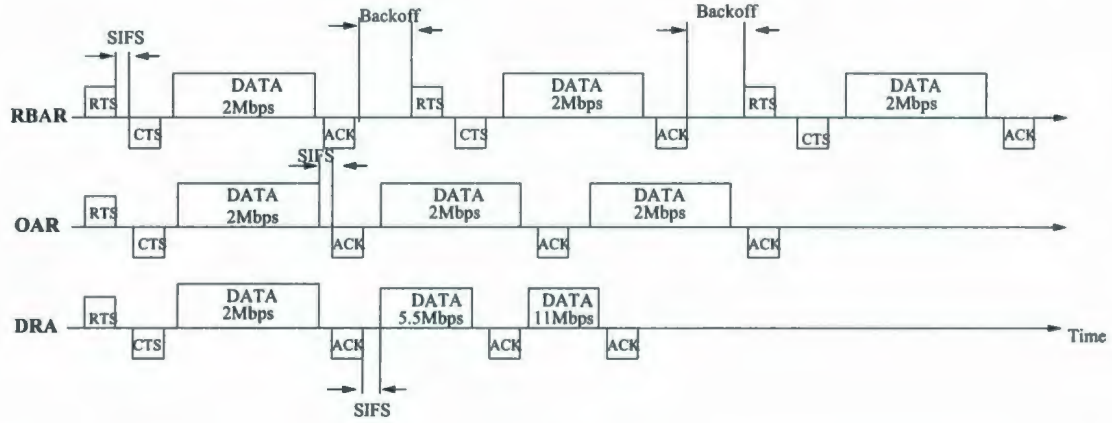 Backoff
Backoff
SIFS
RBAR
RTS
CTS
DATA
2Mbps
ACK
RTS
CTS
DATA
2Mbps
ACK
RTS
CTS
DATA
2Mbps
ACK
SIFS
OAR
RTS
CTS
DATA
2Mbps
ACK
DATA
2Mbps
ACK
DATA
2Mbps
ACK
DRA
RTS
CTS
DATA
2Mbps
ACK
DATA
5.5Mbps
ACK
DATA
11Mbps
ACK
Time
SIFS